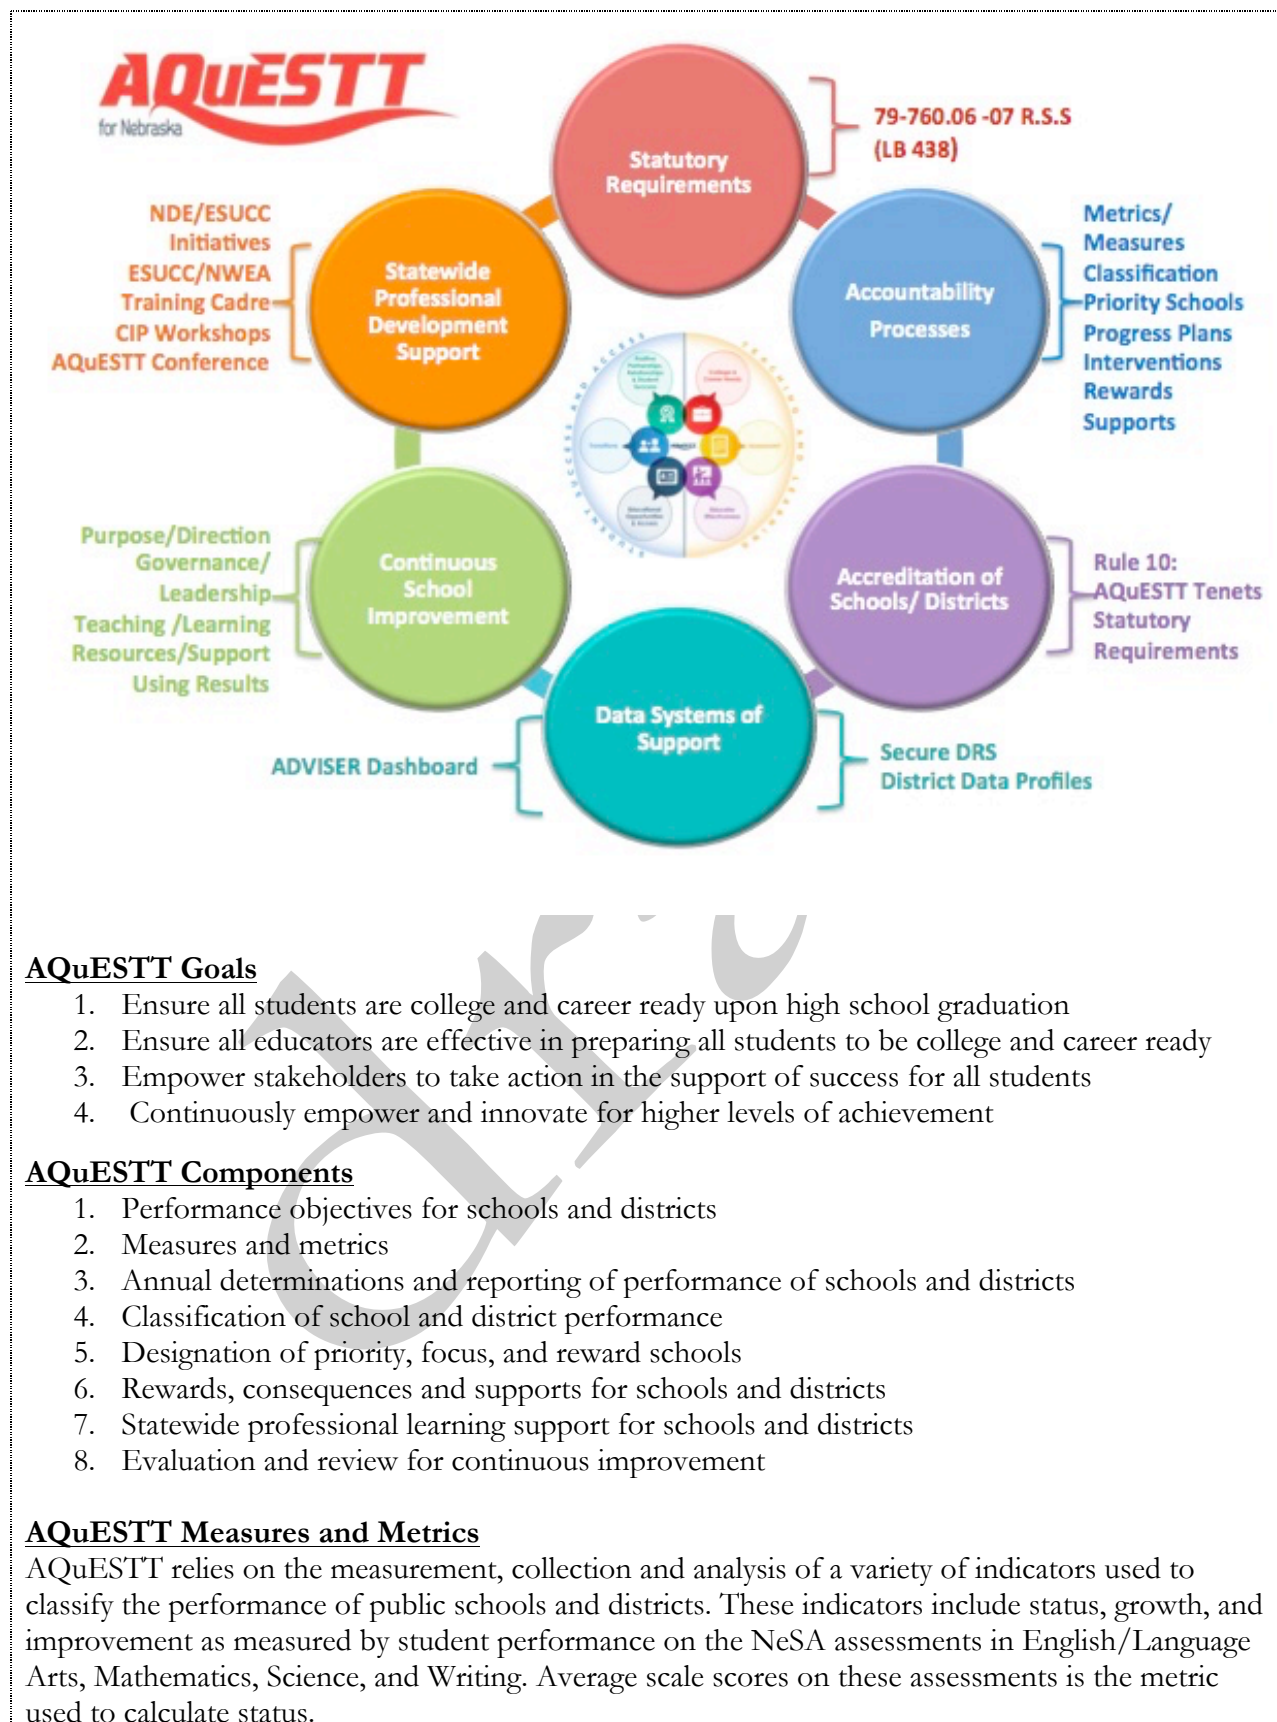 AQuESTT
for Nebraska
Statutory
Requirements
79-760.06 -07 R.S.S
(LB 438)
NDE/ESUCC
Initiatives
ESUCC/NWEA
Training Cadre
CIP Workshops
AQuESTT Conference
Statewide
Professional
Development
Support
Accountability
Processes
Metrics/
Measures
Classification
Priority Schools
Progress Plans
Interventions
Rewards
Supports
Purpose/Direction
Governance/
Leadership
Teaching /Learning
Resources/Support
Using Results
Continuous
School
Improvement
Accreditation of
Schools/ Districts
Rule 10:
AQuESTT Tenets
Statutory
Requirements
Data Systems of
Support
ADVISER Dashboard
Secure DRS
District Data Profiles
AQuESTT Goals
1. Ensure all students are college and career ready upon high school graduation
2. Ensure all educators are effective in preparing all students to be college and career ready
3. Empower stakeholders to take action in the support of success for all students
4. Continuously empower and innovate for higher levels of achievement
AQuESTT Components
1. Performance objectives for schools and districts
2. Measures and metrics
3. Annual determinations and reporting of performance of schools and districts
4. Classification of school and district performance
5. Designation of priority, focus, and reward schools
6. Rewards, consequences and supports for schools and districts
7. Statewide professional learning support for schools and districts
8. Evaluation and review for continuous improvement
AQuESTT Measures and Metrics
AQuESTT relies on the measurement, collection and analysis of a variety of indicators used to
classify the performance of public schools and districts. These indicators include status, growth, and
improvement as measured by student performance on the NeSA assessments in English/Language
Arts, Mathematics, Science, and Writing. Average scale scores on these assessments is the metric
used to calculate status.